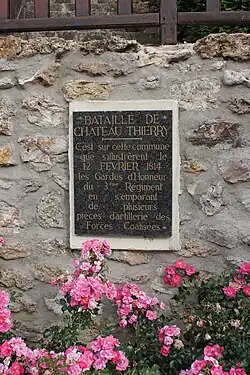 BATAILLE DE
CHATEAU THIERRY
C'est sur cette commune
que s'illustrèrent le
12 FÉVRIER 1814
les Gardes d'Honneur
du 3ème Régiment
en s'emparant
de plusieurs
pièces d'artillerie des
Forces Coalisées